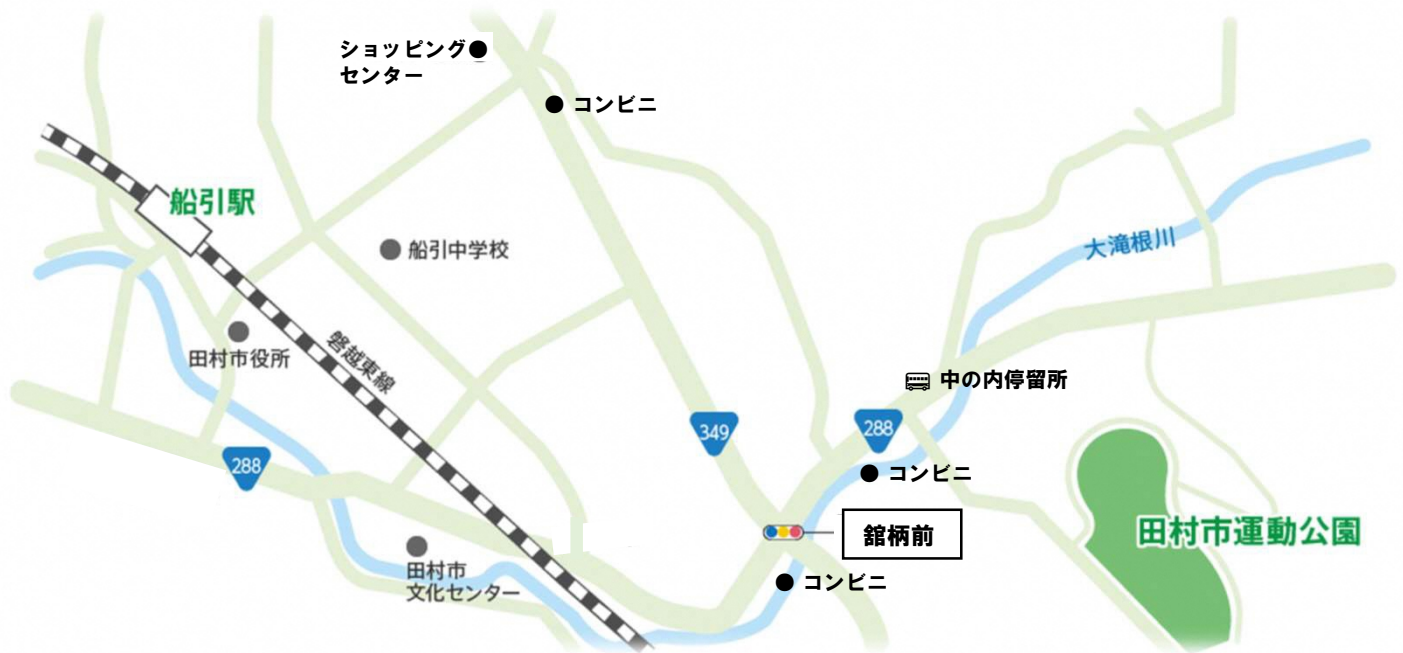 ショッピング
センター
コンビニ
船引駅
船引中学校
大滝根川
田村市役所
磐越東線
中の内停留所
349
288
288
コンビニ
舘柄前
田村市運動公園
田村市
文化センター
コンビニ